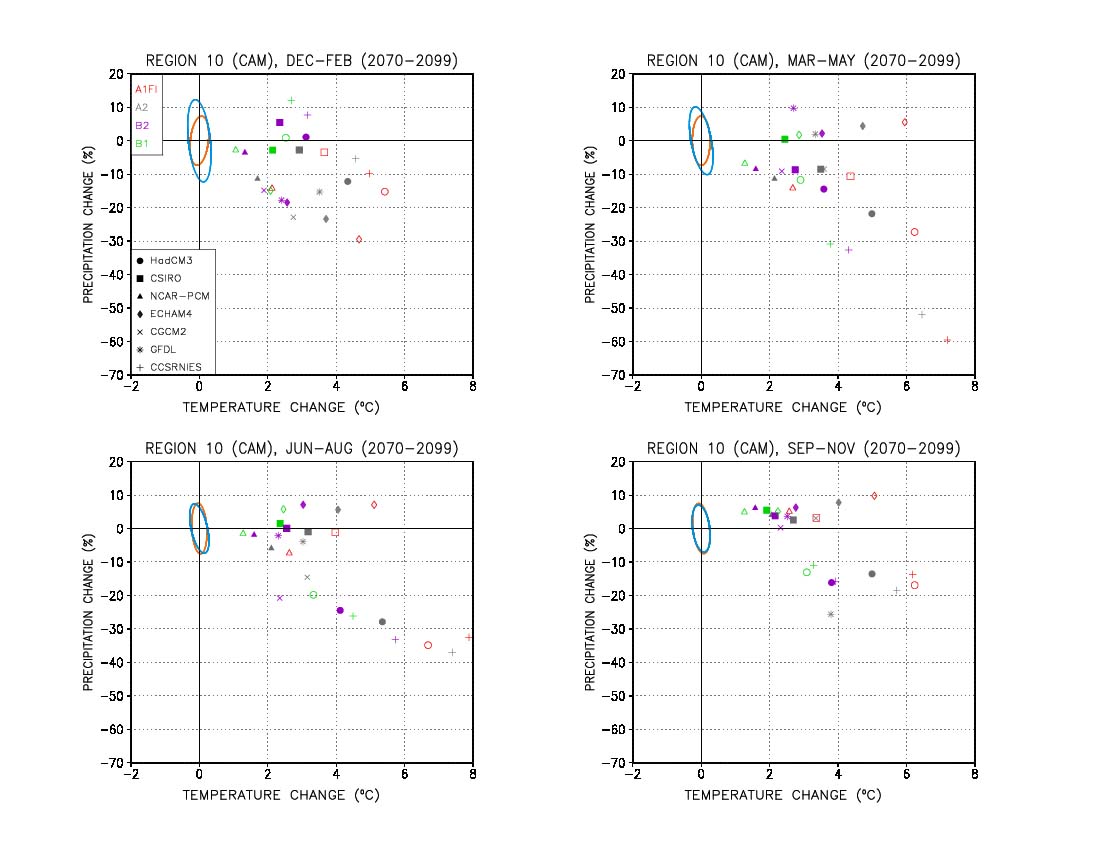 REGION 10 (CAM), DEC-FEB (2070-2099)
20
10
0
-10
-20
-30
-40
-50
-60
-70
PRECIPITATION CHANGE (%)
A1FI
A2
B2
B1
HadCM3
CSIRO
NCAR-PCM
ECHAM4
CGCM2
GFDL
CCSRNIES
-2 0 2 4 6 8
TEMPERATURE CHANGE (ºC)
REGION 10 (CAM), MAR-MAY (2070-2099)
20
10
0
-10
-20
-30
-40
-50
-60
-70
PRECIPITATION CHANGE (%)
-2 0 2 4 6 8
TEMPERATURE CHANGE (ºC)
REGION 10 (CAM), JUN-AUG (2070-2099)
20
10
0
-10
-20
-30
-40
-50
-60
-70
PRECIPITATION CHANGE (%)
-2 0 2 4 6 8
TEMPERATURE CHANGE (ºC)
REGION 10 (CAM), SEP-NOV (2070-2099)
20
10
0
-10
-20
-30
-40
-50
-60
-70
PRECIPITATION CHANGE (%)
-2 0 2 4 6 8
TEMPERATURE CHANGE (ºC)